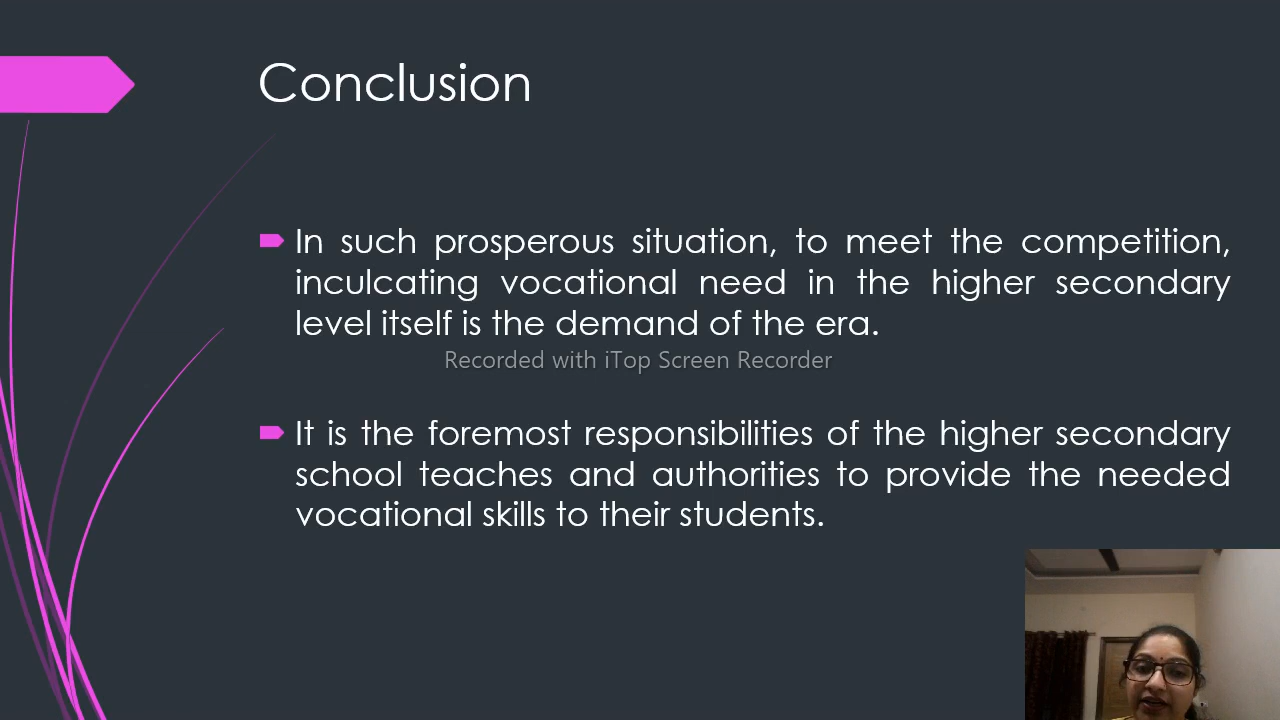 Conclusion
In such prosperous situation, to meet the competition,
inculcating vocational need in the higher secondary
level itself is the demand of the era.
Recorded with iTop Screen Recorder
It is the foremost responsibilities of the higher secondary
school teaches and authorities to provide the needed
vocational skills to their students.